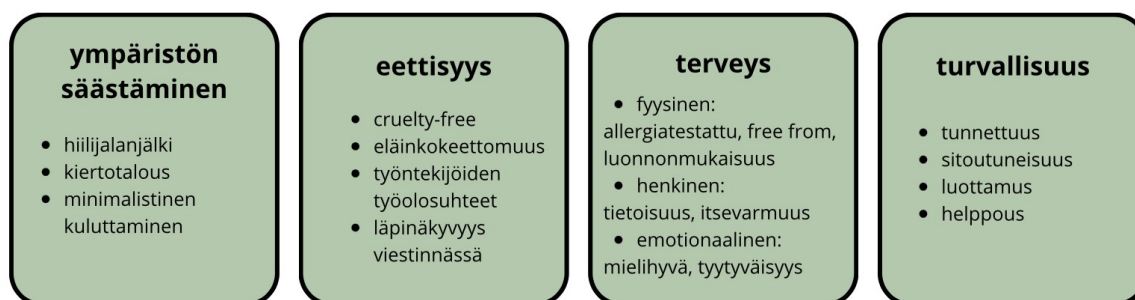 ympäristön
säästäminen
• hiilijalanjälki
• kiertotalous
• minimalistinen
kuluttaminen
eettisyys
• cruelty-free
• eläinkokeettomuus
• työntekijöiden
työolosuhteet
• läpinäkyvyys
viestinnässä
terveys
• fyysinen:
allergiatestattu, free from,
luonnonmukaisuus
• henkinen:
tietoisuus, itsevarmuus
• emotionaalinen:
mielihyvä, tyytyväisyys
turvallisuus
• tunnettuus
• sitoutuneisuus
• luottamus
• helppous